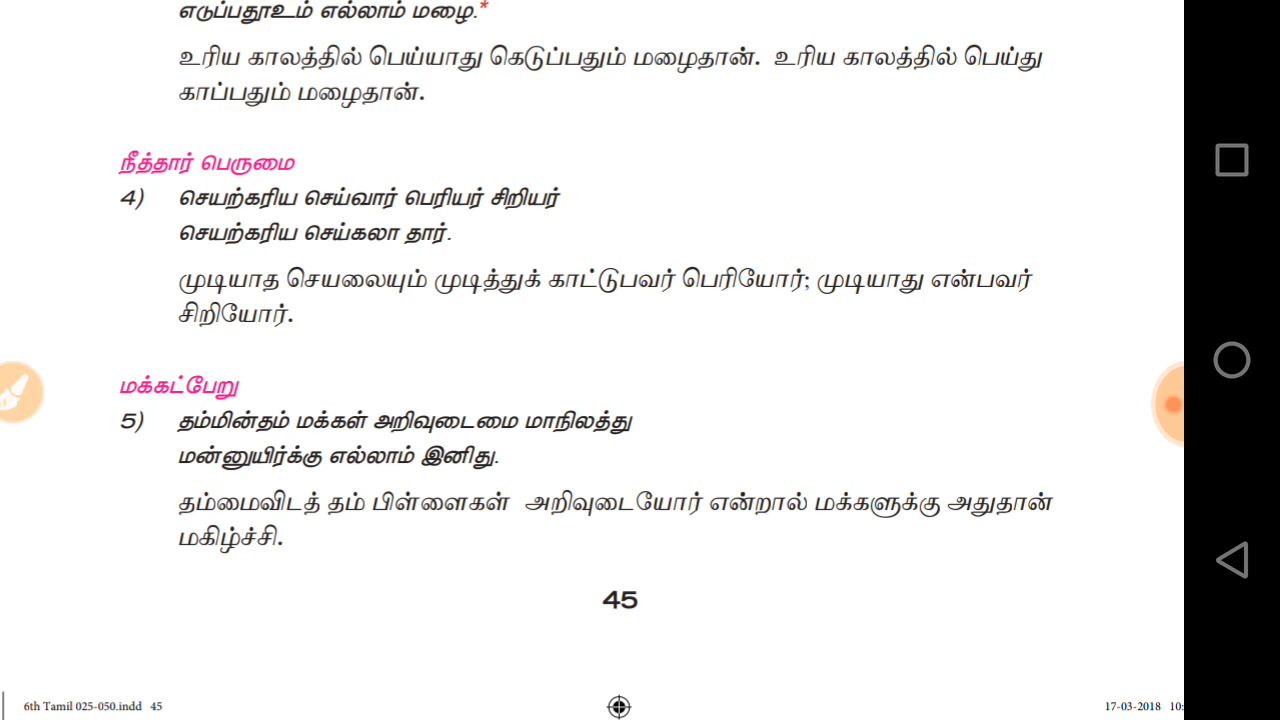 எடுப்பதூஉம் எல்லாம் மழை.*
உரிய காலத்தில் பெய்யாது கெடுப்பதும் மழைதான். உரிய காலத்தில் பெய்து
காப்பதும் மழைதான்.
நீத்தார் பெருமை
4) செயற்கரிய செய்வார் பெரியர் சிறியர்
செயற்கரிய செய்கலா தார்.
முடியாத செயலையும் முடித்துக் காட்டுபவர் பெரியோர்; முடியாது என்பவர்
சிறியோர்.
மக்கட்பேறு
5) தம்மின்தம் மக்கள் அறிவுடைமை மாநிலத்து
மன்னுயிர்க்கு எல்லாம் இனிது.
தம்மைவிடத் தம் பிள்ளைகள் அறிவுடையோர் என்றால் மக்களுக்கு அதுதான்
மகிழ்ச்சி.
45
6th Tamil 025-050.indd 45 17-03-2018 10: